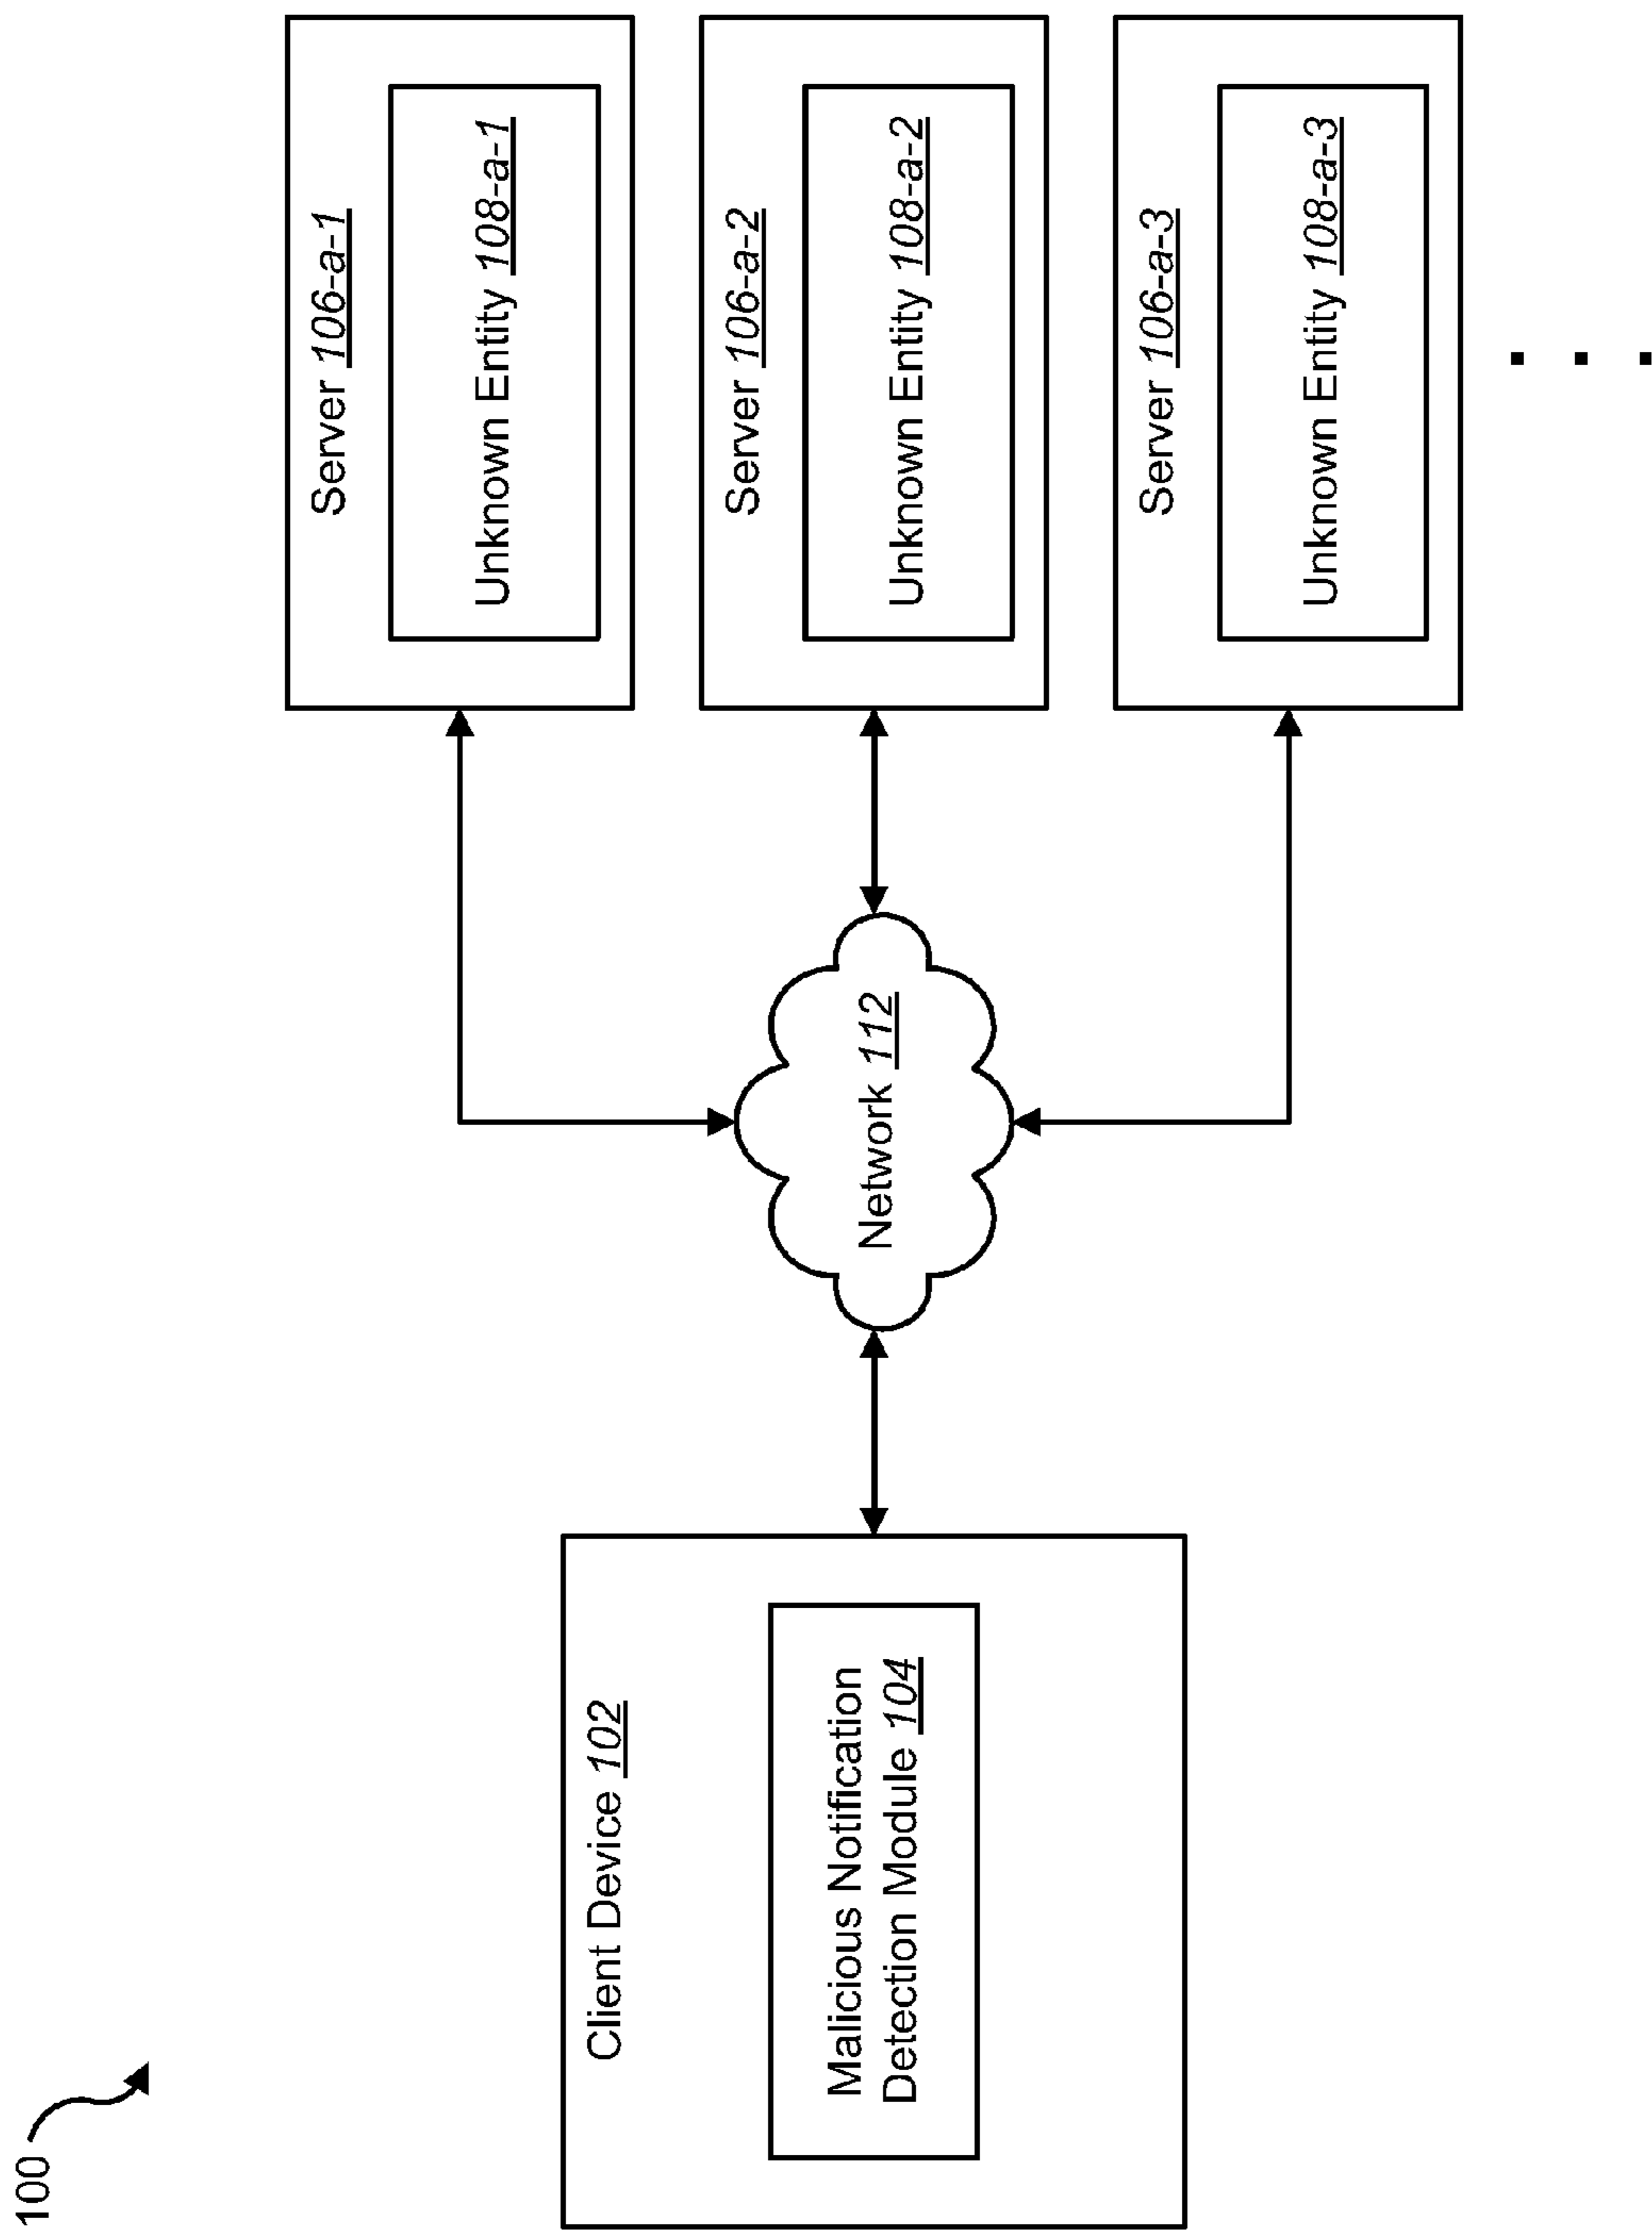 100
Client Device 102
Malicious Notification
Detection Module 104
Network 112
Server 106-a-1
Unknown Entity 108-a-1
Server 106-a-2
Unknown Entity 108-a-2
Server 106-a-3
Unknown Entity 108-a-3